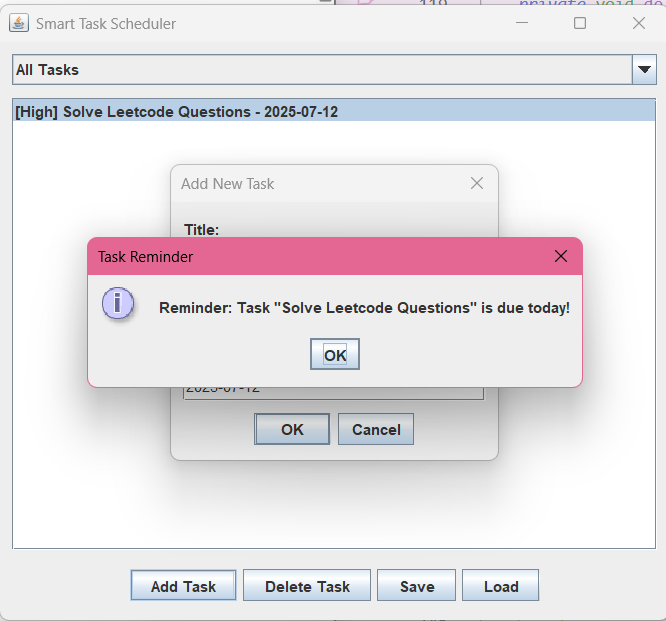 119 private void do
Smart Task Scheduler
All Tasks
[High] Solve Leetcode Questions - 2025-07-12
Add New Task
Title:
Task Reminder
Reminder: Task "Solve Leetcode Questions" is due today!
OK
2025-07-12
OK Cancel
Add Task Delete Task Save Load